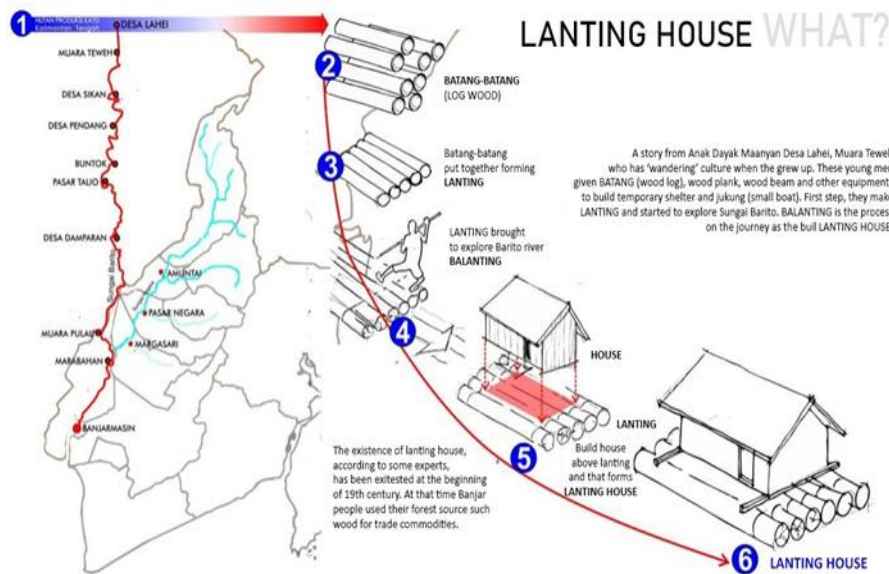 LANTING HOUSE WHAT?
1
HUTAN PRODUKSI KAYU
Kalimantan Tengah
DESA LAHEI
MUARA TEWEH
DESA SIKAN
DESA PENDANG
BUNTOK
PASAR TALIO
DESA DAMPARAN
Sungai Barito
AMUNTAI
PASAR NEGARA
MARGASARI
MUARA PULAU
MARABAHAN
BANJARMASIN
2
BATANG-BATANG
(LOG WOOD)
3
Batang-batang
put together forming
LANTING
A story from Anak Dayak Maanyan Desa Lahei, Muara Teweh
who has 'wandering' culture when the grew up. These young men
given BATANG (wood log), wood plank, wood beam and other equipment
to build temporary shelter and jukung (small boat). First step, they make
LANTING and started to explore Sungai Barito. BALANTING is the proces
on the journey as the buil LANTING HOUSE
LANTING brought
to explore Barito river
BALANTING
4
HOUSE
LANTING
5
Build house
above lanting
and that forms
LANTING HOUSE
The existence of lanting house,
according to some experts,
has been exitested at the beginning
of 19th century. At that time Banjar
people used their forest source such
wood for trade commodities.
6
LANTING HOUSE